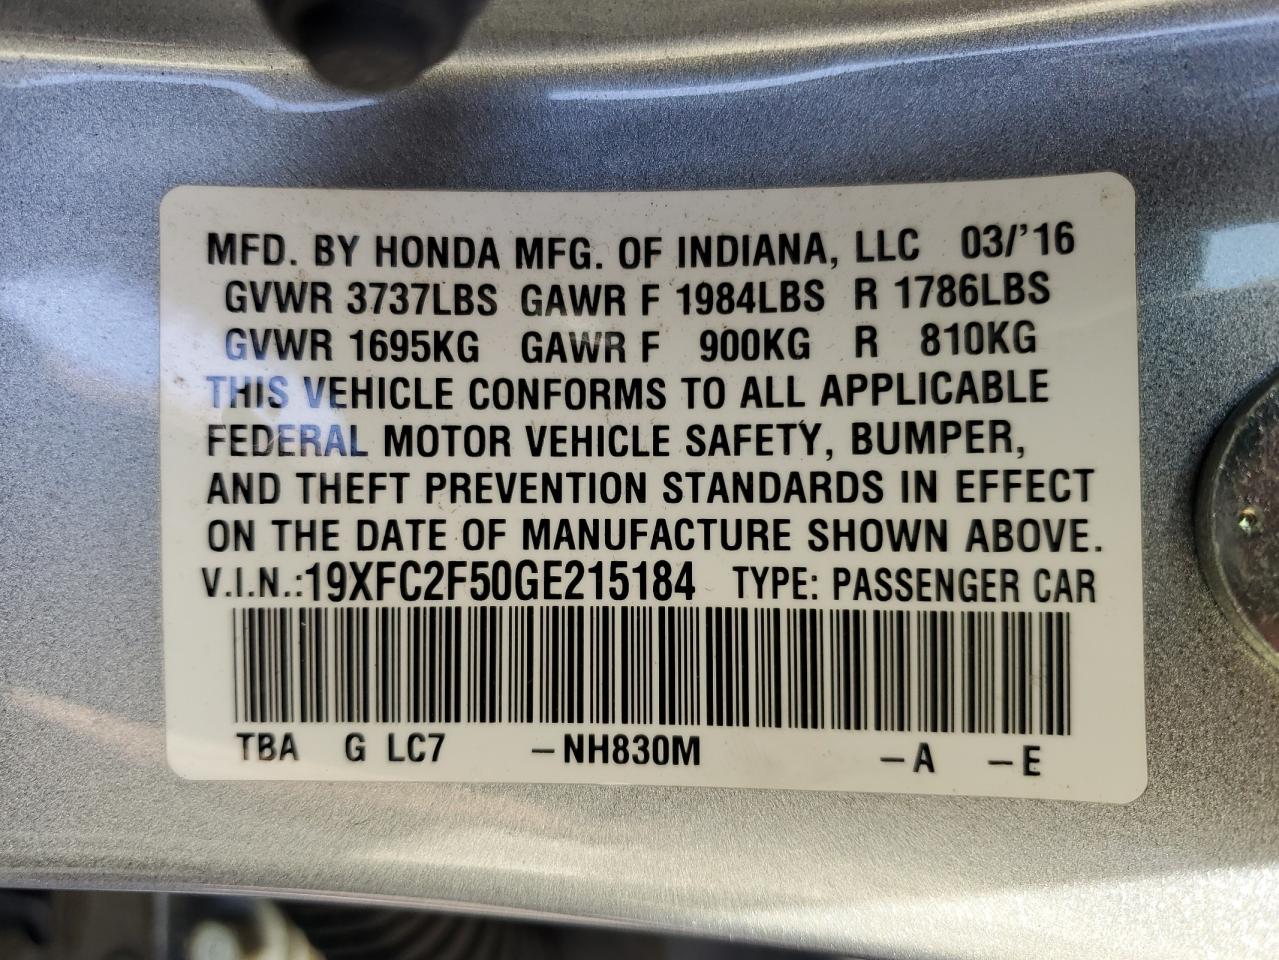 MFD. BY HONDA MFG. OF INDIANA, LLC 03/'16
GVWR 3737LBS GAWR F 1984LBS R 1786LBS
GVWR 1695KG GAWR F 900KG R 810KG
THIS VEHICLE CONFORMS TO ALL APPLICABLE
FEDERAL MOTOR VEHICLE SAFETY, BUMPER,
AND THEFT PREVENTION STANDARDS IN EFFECT
ON THE DATE OF MANUFACTURE SHOWN ABOVE.
V.I.N.:19XFC2F50GE215184 TYPE: PASSENGER CAR
TBA G LC7 –NH830M –A –E